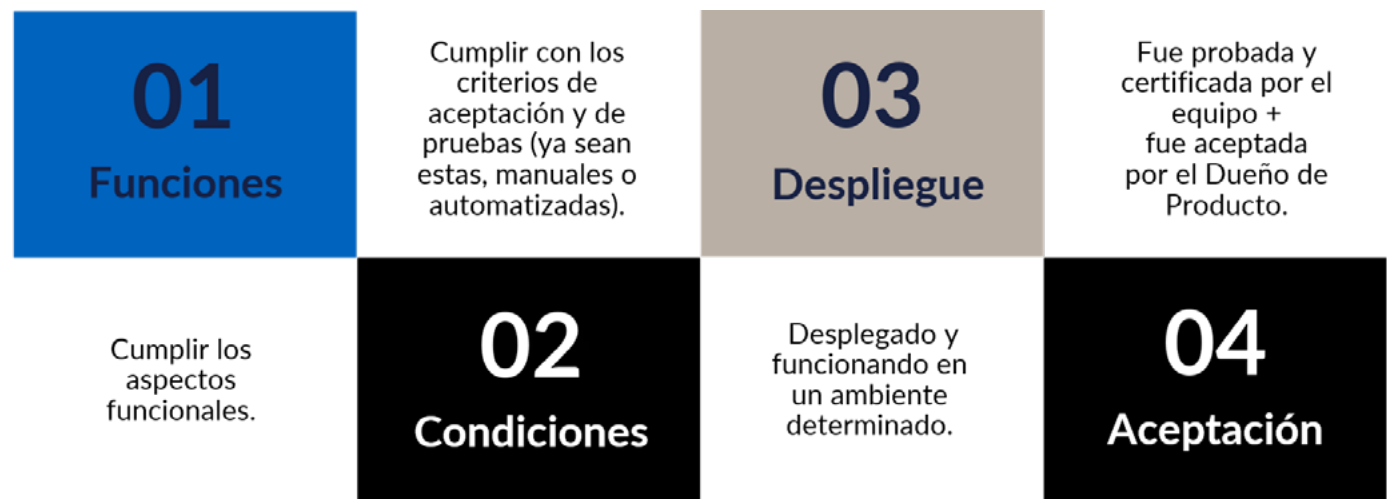 01
Funciones
Cumplir los
aspectos
funcionales.
Cumplir con los
criterios de
aceptación y de
pruebas (ya sean
estas, manuales o
automatizadas).
02
Condiciones
03
Despliegue
Desplegado y
funcionando en
un ambiente
determinado.
Fue probada y
certificada por el
equipo +
fue aceptada
por el Dueño de
Producto.
04
Aceptación